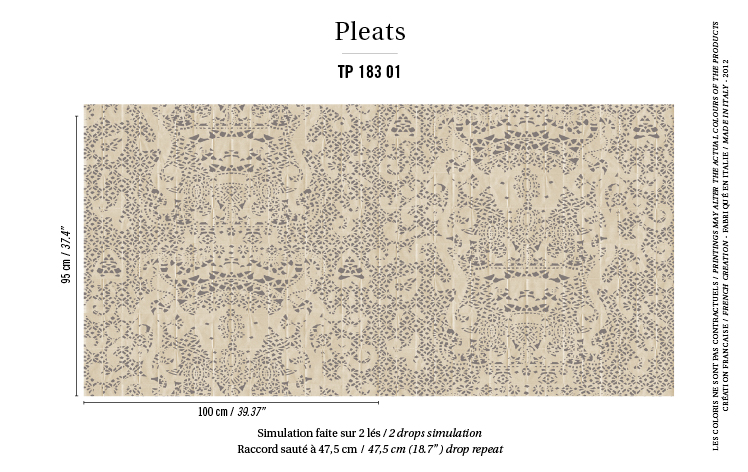 Pleats
TP 183 01
95 cm / 37.4″
100 cm / 39.37″
Simulation faite sur 2 lés / 2 drops simulation
Raccord sauté à 47,5 cm / 47,5 cm (18.7″ ) drop repeat
LES COLORIS NE SONT PAS CONTRACTUELS / PRINTINGS MAY ALTER THE ACTUAL COLOURS OF THE PRODUCTS
CRÉATION FRANCAISE / FRENCH CREATION - FABRIQUÉ EN ITALIE / MADE IN ITALY - 2012